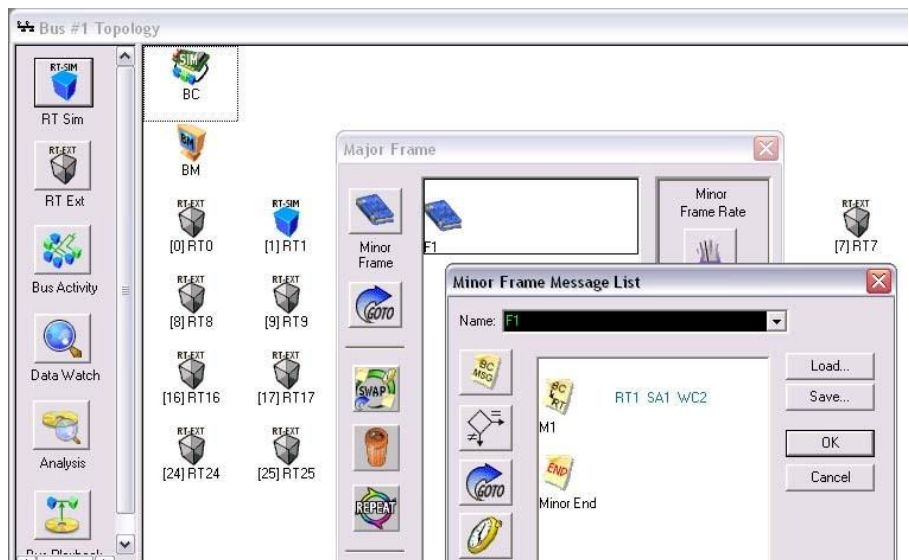 Bus #1 Topology
RT-SIM
RT Sim
RT-EXT
RT Ext
Bus Activity
Data Watch
Analysis
SIM
BC
BM
BM
RT-EXT
[0] RT0
RT-SIM
[1] RT1
RT-EXT
[7] RT7
RT-EXT
[8] RT8
RT-EXT
[9] RT9
RT-EXT
[16] RT16
RT-EXT
[17] RT17
RT-EXT
[24] RT24
RT-EXT
[25] RT25
Major Frame
Minor
Frame
GOTO
SWAP
REPEAT
F1
Minor
Frame Rate
Minor Frame Message List
Name: F1
BC
MSG
GOTO
BC
RT
RT1 SA1 WC2
M1
END
Minor End
Load...
Save...
OK
Cancel